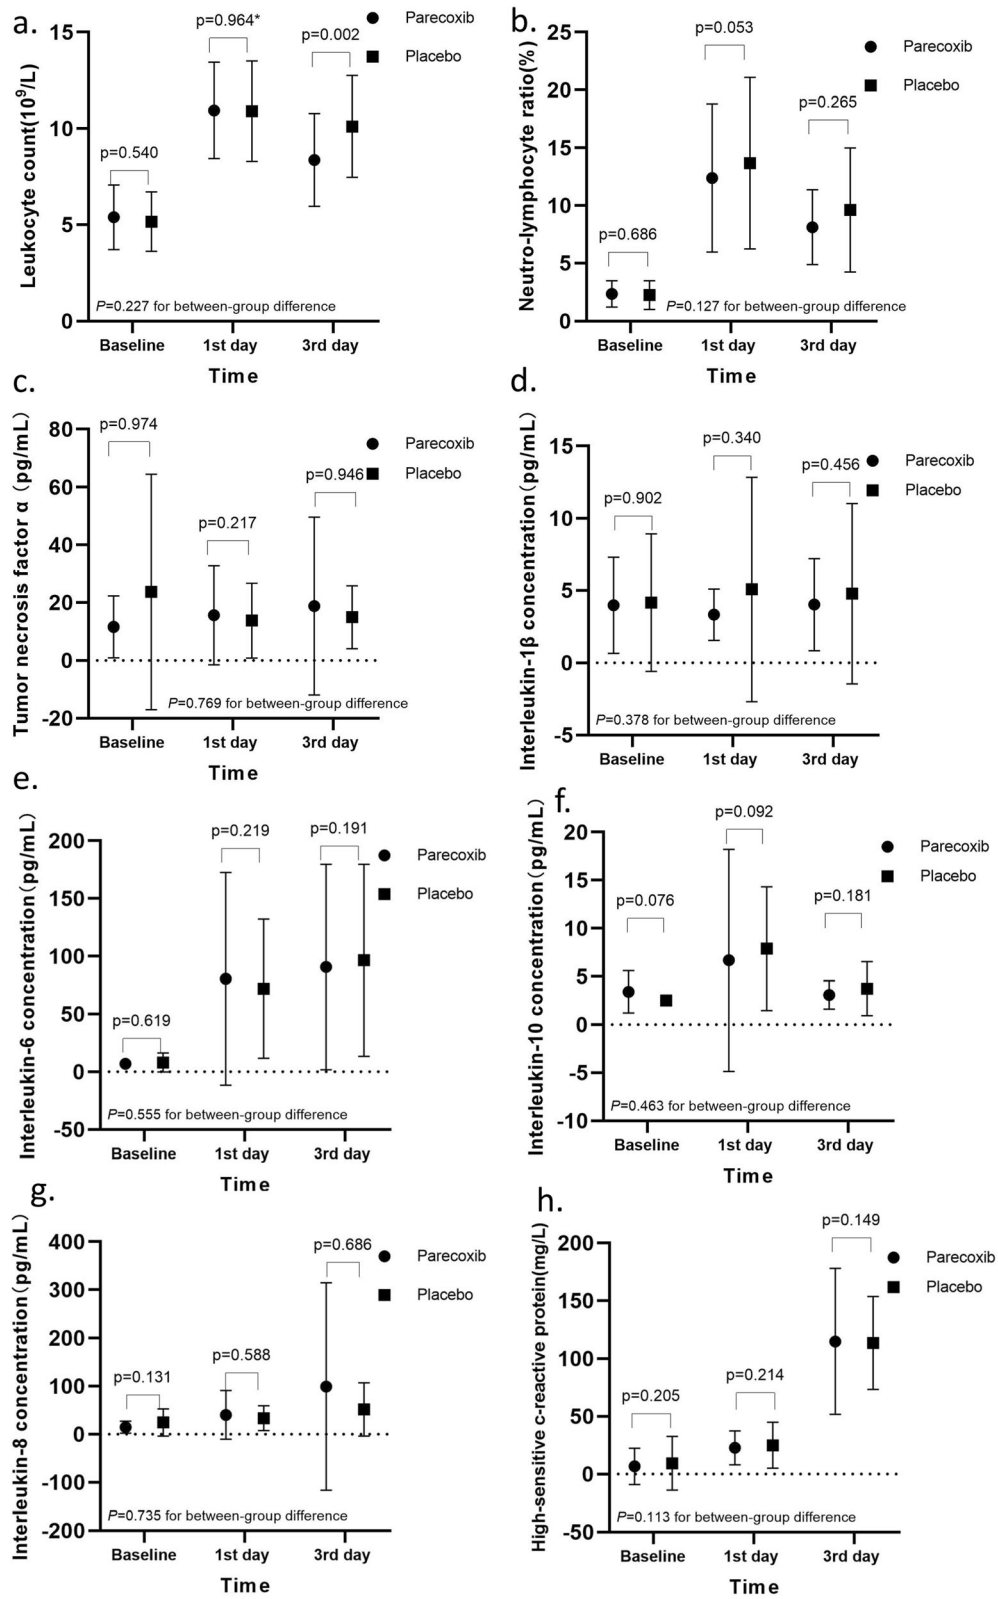 a.
Leukocyte count(10⁹/L)
15
10
5
0
p=0.540
p=0.964*
p=0.002
Parecoxib
Placebo
P=0.227 for between-group difference
Baseline
1st day
3rd day
Time
b.
Neutro-lymphocyte ratio(%)
25
20
15
10
5
0
p=0.686
p=0.053
p=0.265
Parecoxib
Placebo
P=0.127 for between-group difference
Baseline
1st day
3rd day
Time
c.
Tumor necrosis factor α (pg/mL)
80
60
40
20
0
-20
p=0.974
p=0.217
p=0.946
Parecoxib
Placebo
P=0.769 for between-group difference
Baseline
1st day
3rd day
Time
d.
Interleukin-1β concentration(pg/mL)
15
10
5
0
-5
p=0.902
p=0.340
p=0.456
Parecoxib
Placebo
P=0.378 for between-group difference
Baseline
1st day
3rd day
Time
e.
Interleukin-6 concentration(pg/mL)
200
150
100
50
0
-50
p=0.619
p=0.219
p=0.191
Parecoxib
Placebo
P=0.555 for between-group difference
Baseline
1st day
3rd day
Time
f.
Interleukin-10 concentration(pg/mL)
20
15
10
5
0
-5
-10
p=0.076
p=0.092
p=0.181
Parecoxib
Placebo
P=0.463 for between-group difference
Baseline
1st day
3rd day
Time
g.
Interleukin-8 concentration(pg/mL)
400
300
200
100
0
-100
-200
p=0.131
p=0.588
p=0.686
Parecoxib
Placebo
P=0.735 for between-group difference
Baseline
1st day
3rd day
Time
h.
High-sensitive c-reactive protein(mg/L)
200
150
100
50
0
-50
p=0.205
p=0.214
p=0.149
Parecoxib
Placebo
P=0.113 for between-group difference
Baseline
1st day
3rd day
Time